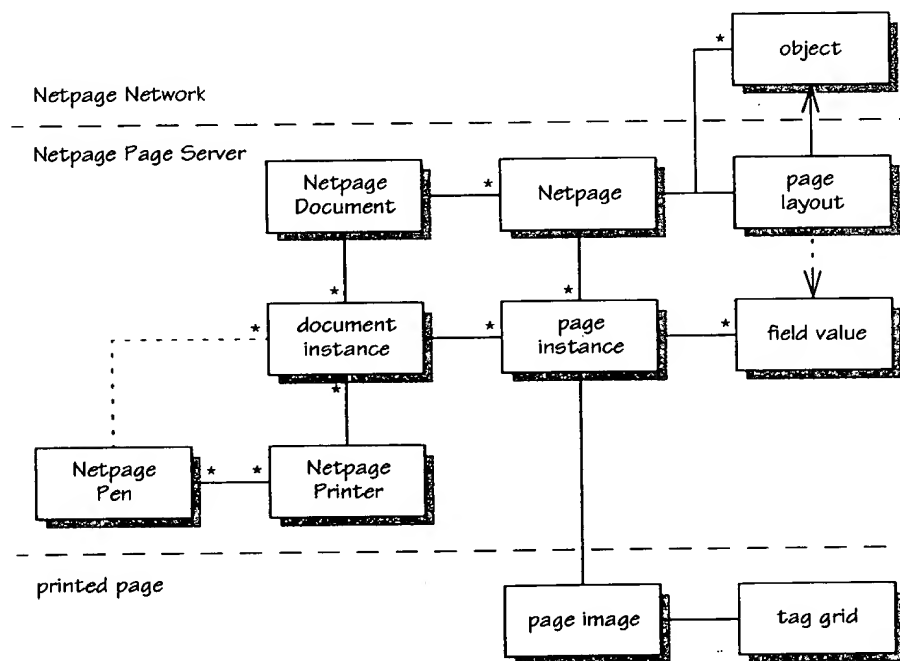 *
object
Netpage Network
Netpage Page Server
Netpage
Document
*
Netpage
page
layout
*
*
*
document
instance
*
page
instance
*
field value
*
Netpage
Pen
*
*
Netpage
Printer
printed page
page image
tag grid